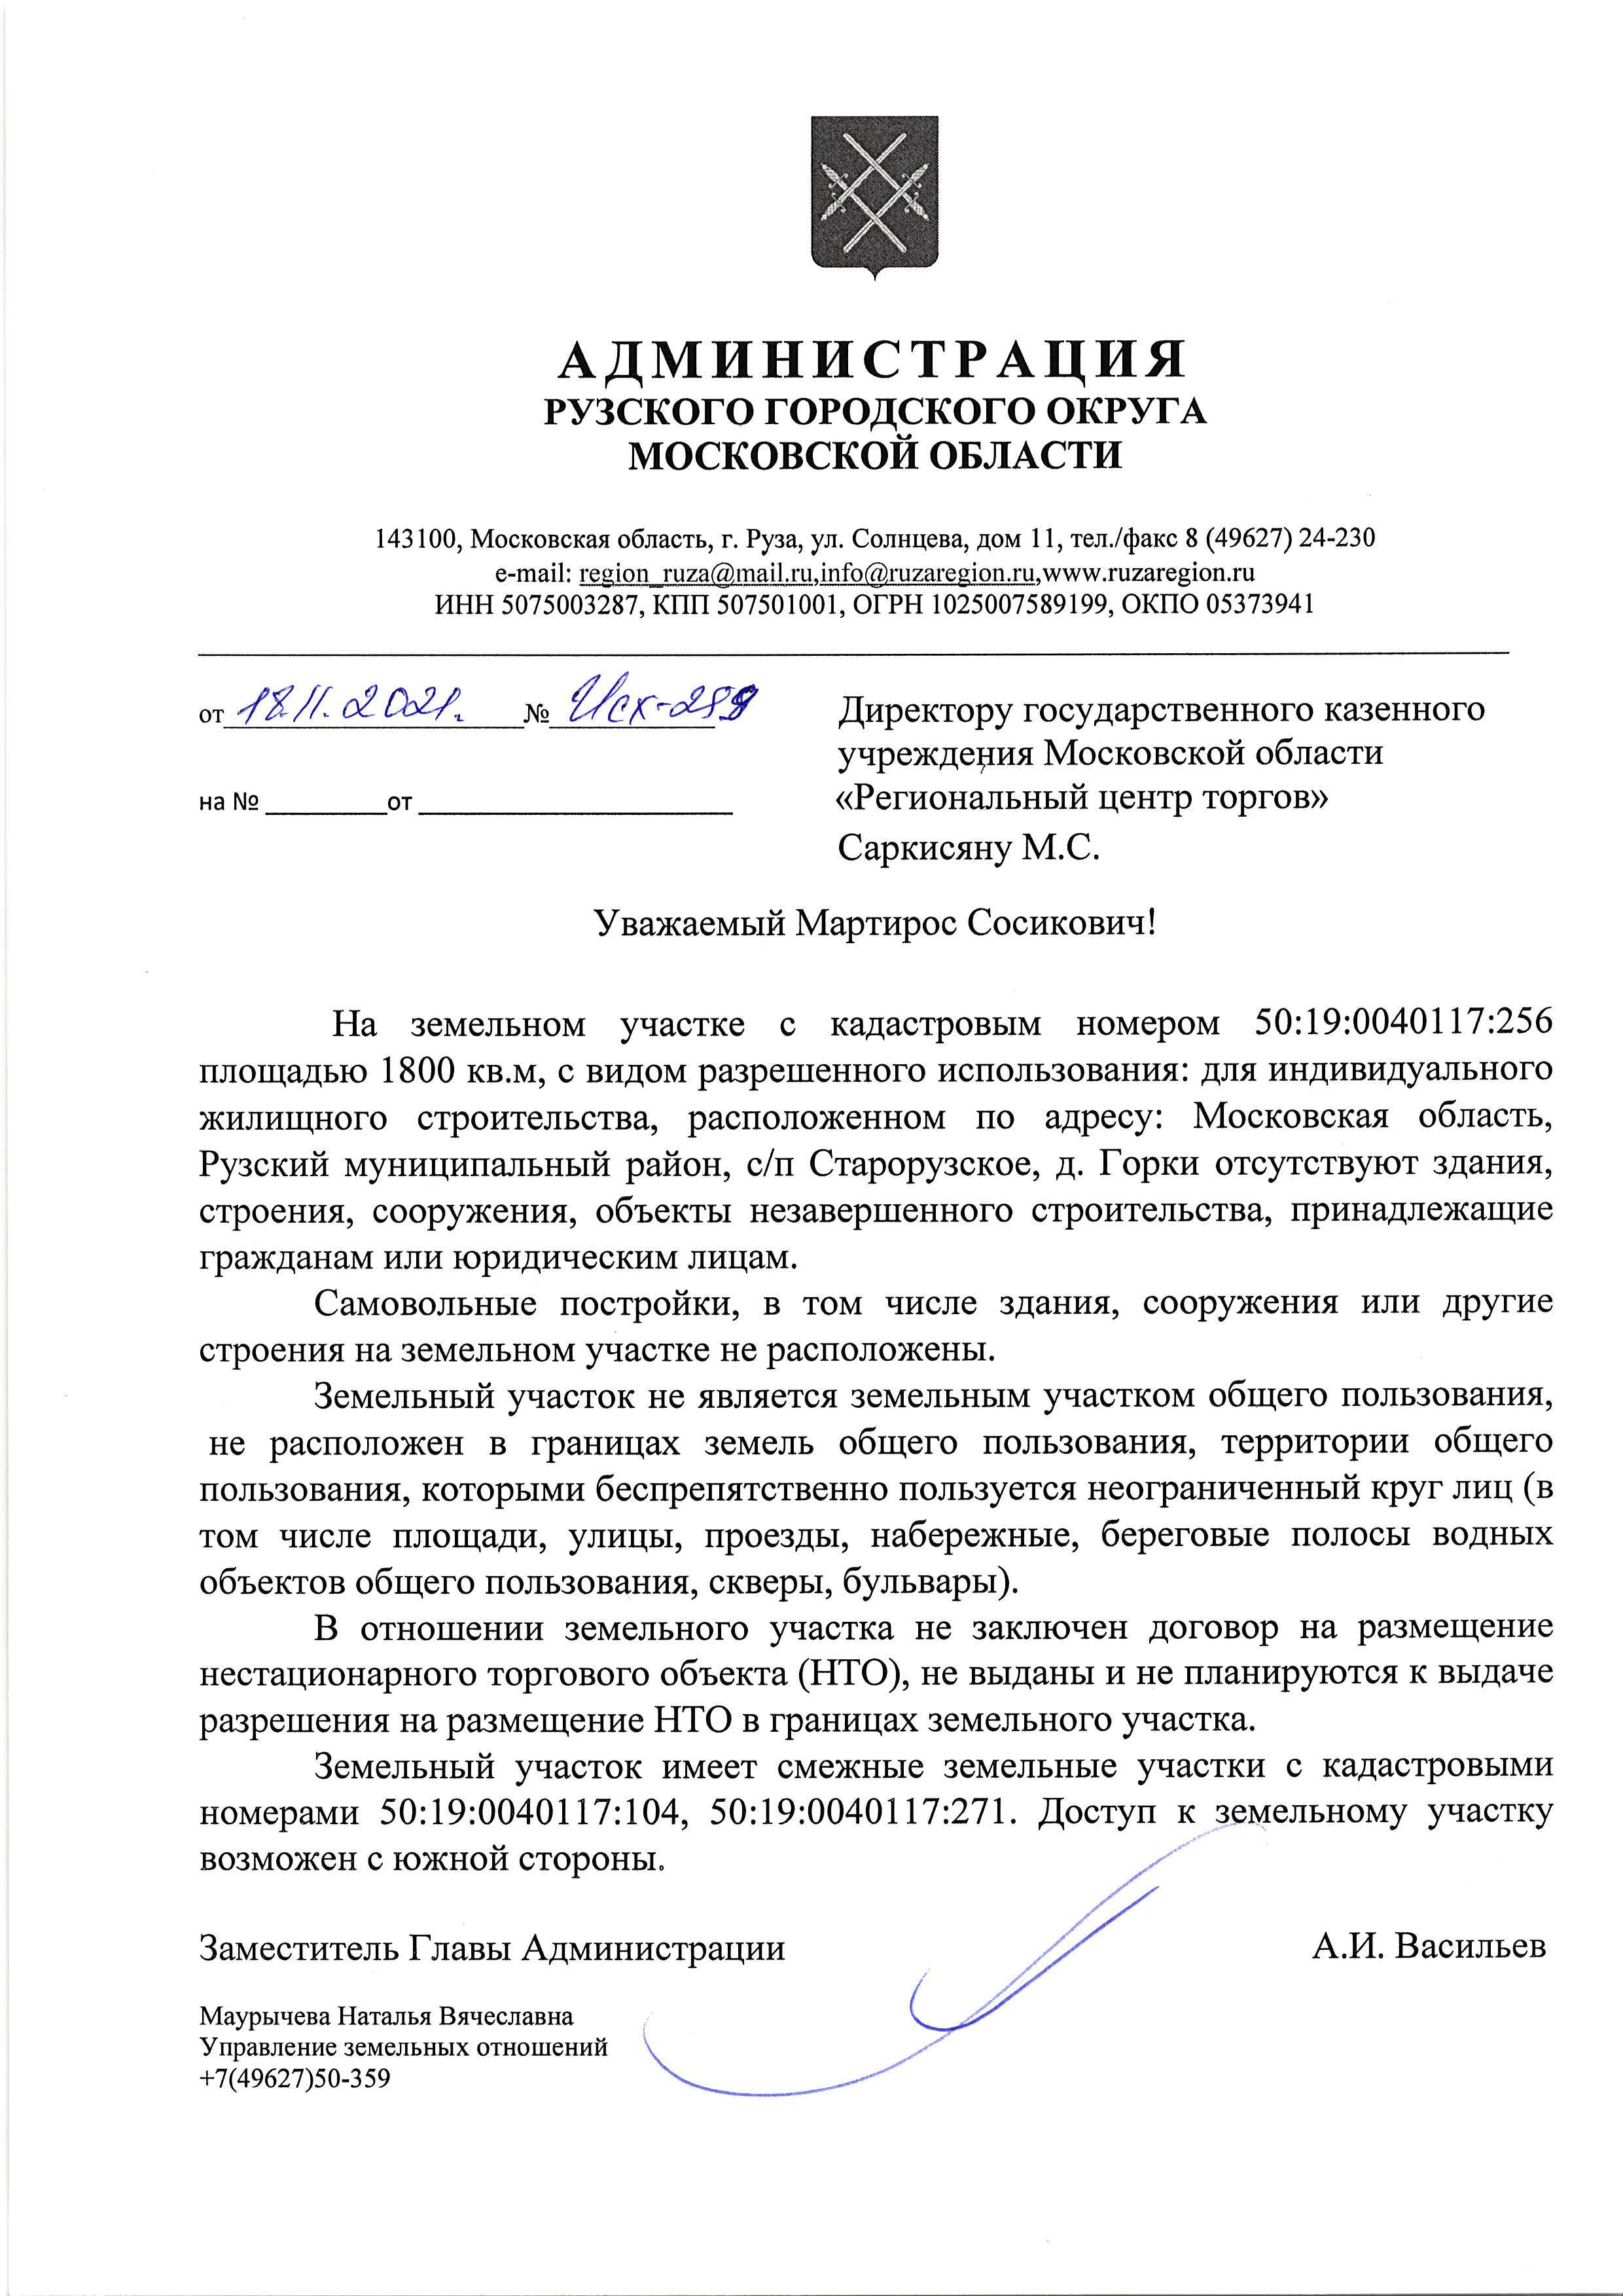 АДМИНИСТРАЦИЯ
РУЗСКОГО ГОРОДСКОГО ОКРУГА
МОСКОВСКОЙ ОБЛАСТИ
143100, Московская область, г. Руза, ул. Солнцева, дом 11, тел./факс 8 (49627) 24-230
e-mail: region_ruza@mail.ru,info@ruzaregion.ru,www.ruzaregion.ru
ИНН 5075003287, КПП 507501001, ОГРН 1025007589199, ОКПО 05373941
от 18.11.2021. № Исх-299
на № от
Директору государственного казенного
учреждения Московской области
«Региональный центр торгов»
Саркисяну М.С.
Уважаемый Мартирос Сосикович!
На земельном участке с кадастровым номером 50:19:0040117:256
площадью 1800 кв.м, с видом разрешенного использования: для индивидуального
жилищного строительства, расположенном по адресу: Московская область,
Рузский муниципальный район, с/п Старорузское, д. Горки отсутствуют здания,
строения, сооружения, объекты незавершенного строительства, принадлежащие
гражданам или юридическим лицам.
Самовольные постройки, в том числе здания, сооружения или другие
строения на земельном участке не расположены.
Земельный участок не является земельным участком общего пользования,
не расположен в границах земель общего пользования, территории общего
пользования, которыми беспрепятственно пользуется неограниченный круг лиц (в
том числе площади, улицы, проезды, набережные, береговые полосы водных
объектов общего пользования, скверы, бульвары).
В отношении земельного участка не заключен договор на размещение
нестационарного торгового объекта (НТО), не выданы и не планируются к выдаче
разрешения на размещение НТО в границах земельного участка.
Земельный участок имеет смежные земельные участки с кадастровыми
номерами 50:19:0040117:104, 50:19:0040117:271. Доступ к земельному участку
возможен с южной стороны.
Заместитель Главы Администрации А.И. Васильев
Маурычева Наталья Вячеславна
Управление земельных отношений
+7(49627)50-359